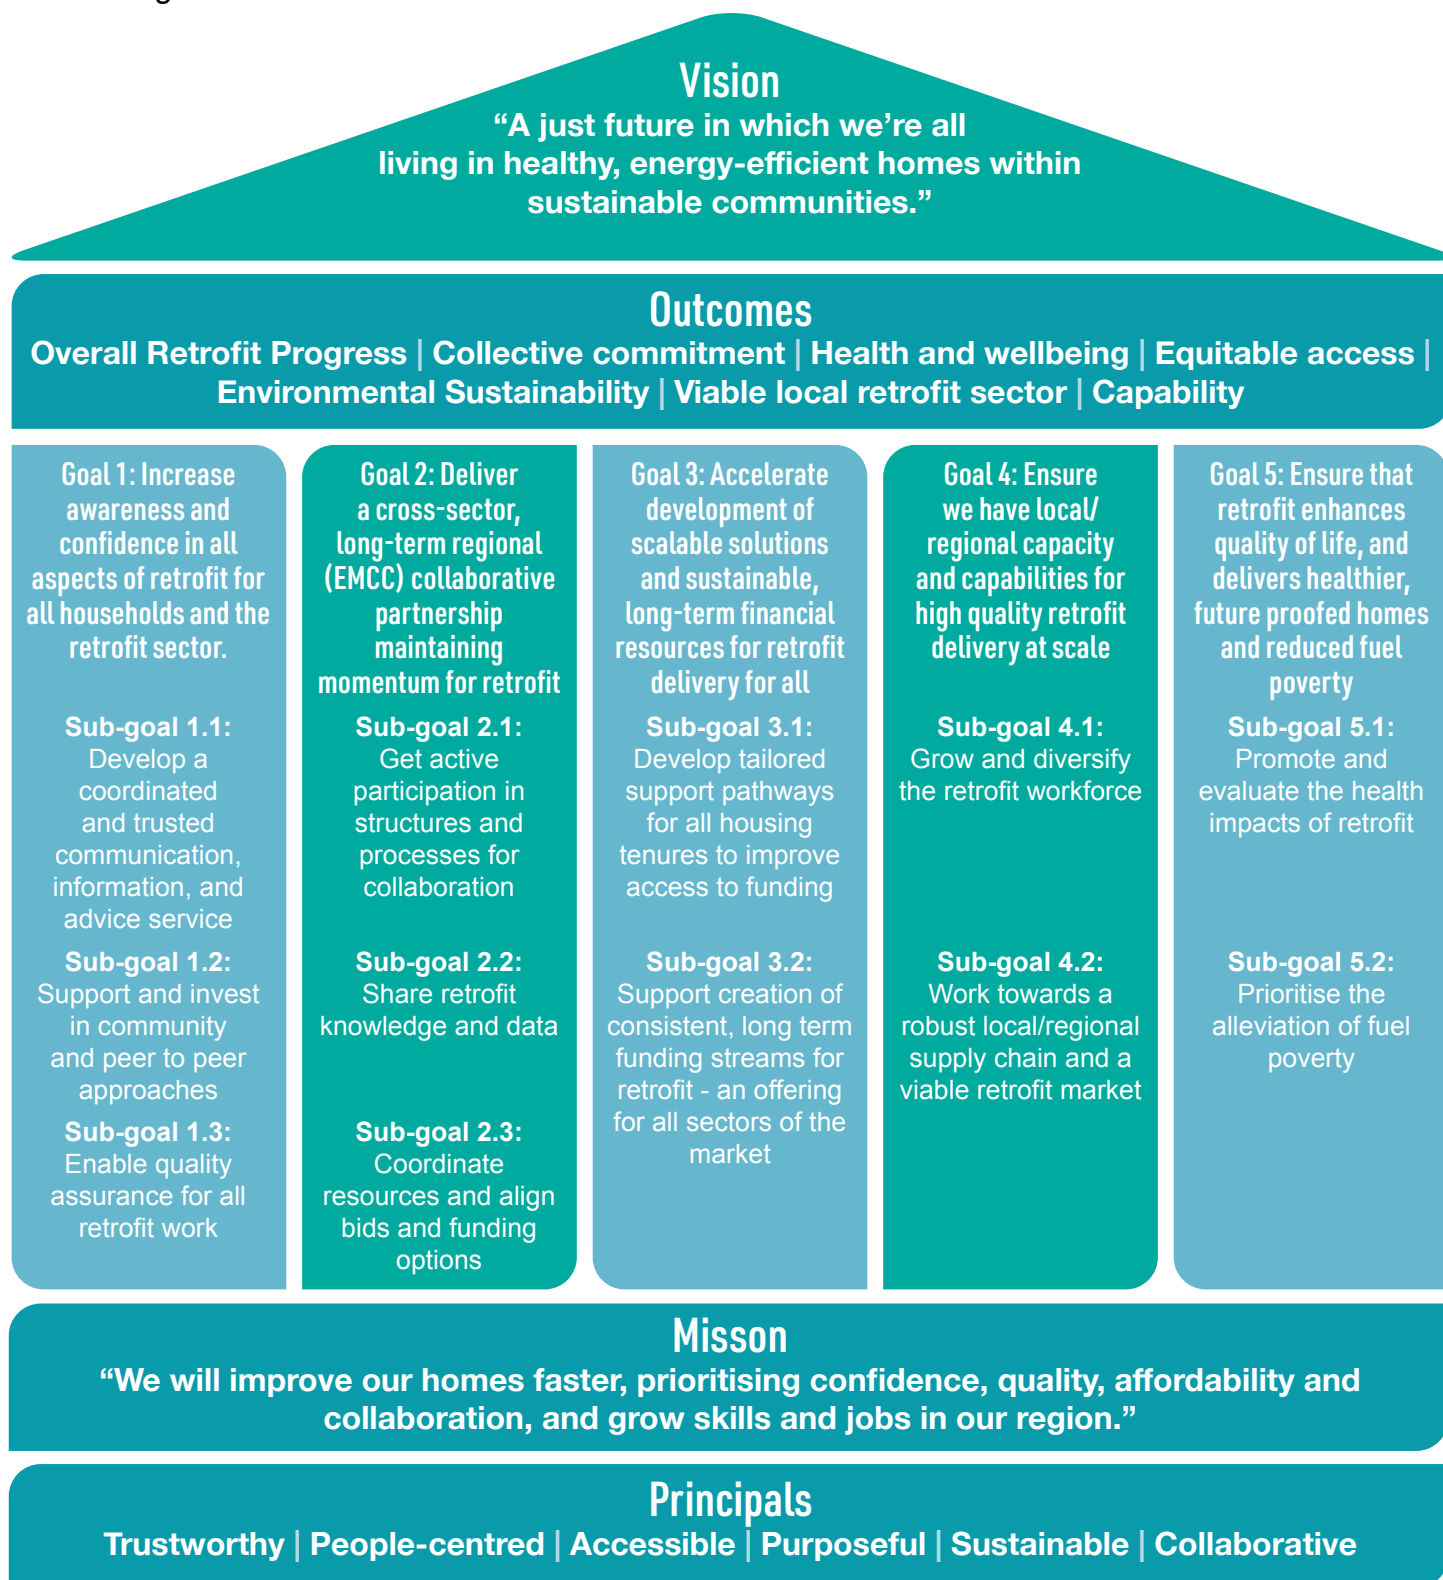 Vision
“A just future in which we’re all
living in healthy, energy-efficient homes within
sustainable communities.”
Outcomes
Overall Retrofit Progress | Collective commitment | Health and wellbeing | Equitable access |
Environmental Sustainability | Viable local retrofit sector | Capability
Goal 1: Increase
awareness and
confidence in all
aspects of retrofit for
all households and the
retrofit sector.
Sub-goal 1.1:
Develop a
coordinated
and trusted
communication,
information, and
advice service
Sub-goal 1.2:
Support and invest
in community
and peer to peer
approaches
Sub-goal 1.3:
Enable quality
assurance for all
retrofit work
Goal 2: Deliver
a cross-sector,
long-term regional
(EMCC) collaborative
partnership
maintaining
momentum for retrofit
Sub-goal 2.1:
Get active
participation in
structures and
processes for
collaboration
Sub-goal 2.2:
Share retrofit
knowledge and data
Sub-goal 2.3:
Coordinate
resources and align
bids and funding
options
Goal 3: Accelerate
development of
scalable solutions
and sustainable,
long-term financial
resources for retrofit
delivery for all
Sub-goal 3.1:
Develop tailored
support pathways
for all housing
tenures to improve
access to funding
Sub-goal 3.2:
Support creation of
consistent, long term
funding streams for
retrofit - an offering
for all sectors of the
market
Goal 4: Ensure
we have local/
regional capacity
and capabilities for
high quality retrofit
delivery at scale
Sub-goal 4.1:
Grow and diversify
the retrofit workforce
Sub-goal 4.2:
Work towards a
robust local/regional
supply chain and a
viable retrofit market
Goal 5: Ensure that
retrofit enhances
quality of life, and
delivers healthier,
future proofed homes
and reduced fuel
poverty
Sub-goal 5.1:
Promote and
evaluate the health
impacts of retrofit
Sub-goal 5.2:
Prioritise the
alleviation of fuel
poverty
Misson
“We will improve our homes faster, prioritising confidence, quality, affordability and
collaboration, and grow skills and jobs in our region.”
Principals
Trustworthy | People-centred | Accessible | Purposeful | Sustainable | Collaborative